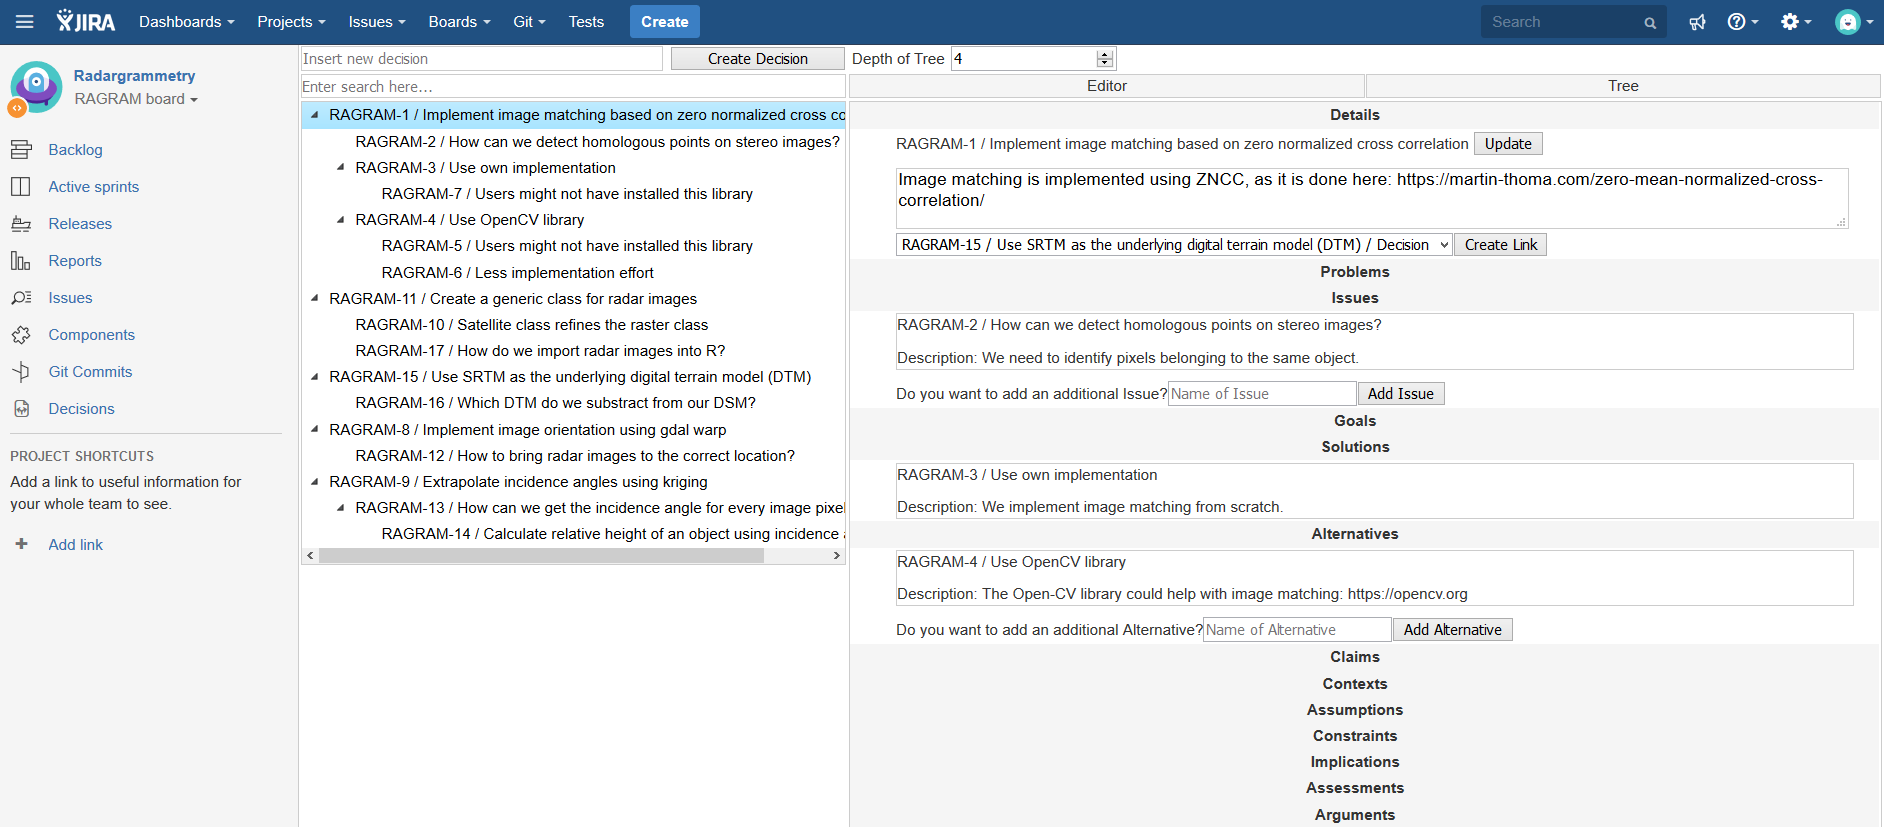 JIRA Dashboards Projects Issues Boards Git Tests Create Search
Radargrammetry
RAGRAM board
Backlog
Active sprints
Releases
Reports
Issues
Components
Git Commits
Decisions
PROJECT SHORTCUTS
Add a link to useful information for
your whole team to see.
Add link
Insert new decision Create Decision Depth of Tree 4
Enter search here...
RAGRAM-1 / Implement image matching based on zero normalized cross co
RAGRAM-2 / How can we detect homologous points on stereo images?
RAGRAM-3 / Use own implementation
RAGRAM-7 / Users might not have installed this library
RAGRAM-4 / Use OpenCV library
RAGRAM-5 / Users might not have installed this library
RAGRAM-6 / Less implementation effort
RAGRAM-11 / Create a generic class for radar images
RAGRAM-10 / Satellite class refines the raster class
RAGRAM-17 / How do we import radar images into R?
RAGRAM-15 / Use SRTM as the underlying digital terrain model (DTM)
RAGRAM-16 / Which DTM do we substract from our DSM?
RAGRAM-8 / Implement image orientation using gdal warp
RAGRAM-12 / How to bring radar images to the correct location?
RAGRAM-9 / Extrapolate incidence angles using kriging
RAGRAM-13 / How can we get the incidence angle for every image pixel
RAGRAM-14 / Calculate relative height of an object using incidence
Editor Tree
Details
RAGRAM-1 / Implement image matching based on zero normalized cross correlation Update
Image matching is implemented using ZNCC, as it is done here: https://martin-thoma.com/zero-mean-normalized-cross-
correlation/
RAGRAM-15 / Use SRTM as the underlying digital terrain model (DTM) / Decision Create Link
Problems
Issues
RAGRAM-2 / How can we detect homologous points on stereo images?
Description: We need to identify pixels belonging to the same object.
Do you want to add an additional Issue? Name of Issue Add Issue
Goals
Solutions
RAGRAM-3 / Use own implementation
Description: We implement image matching from scratch.
Alternatives
RAGRAM-4 / Use OpenCV library
Description: The Open-CV library could help with image matching: https://opencv.org
Do you want to add an additional Alternative? Name of Alternative Add Alternative
Claims
Contexts
Assumptions
Constraints
Implications
Assessments
Arguments